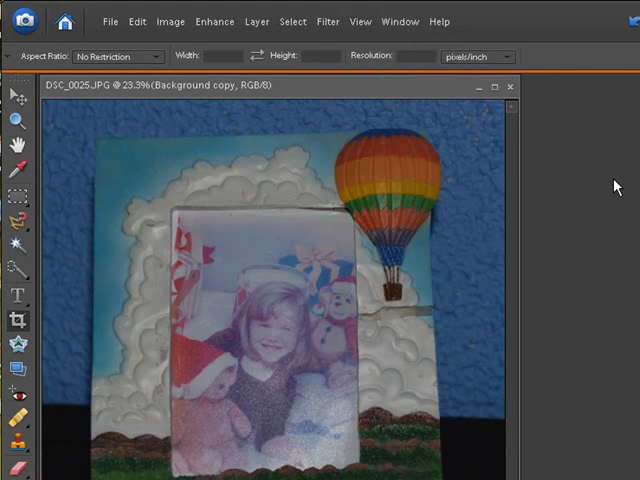 File Edit Image Enhance Layer Select Filter View Window Help
Aspect Ratio: No Restriction Width: Height: Resolution: pixels/inch
DSC_0025.JPG @ 23.3%(Background copy, RGB/8)
T